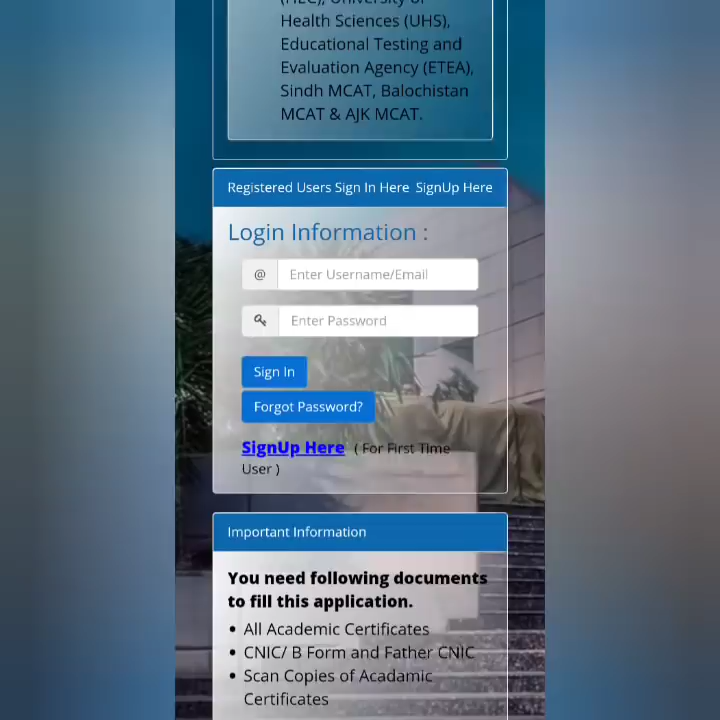 (HEC), University of
Health Sciences (UHS),
Educational Testing and
Evaluation Agency (ETEA),
Sindh MCAT, Balochistan
MCAT & AJK MCAT.
Registered Users Sign In Here SignUp Here
Login Information :
@ Enter Username/Email
Enter Password
Sign In
Forgot Password?
SignUp Here ( For First Time
User )
Important Information
You need following documents
to fill this application.
• All Academic Certificates
• CNIC/ B Form and Father CNIC
• Scan Copies of Acadamic
Certificates